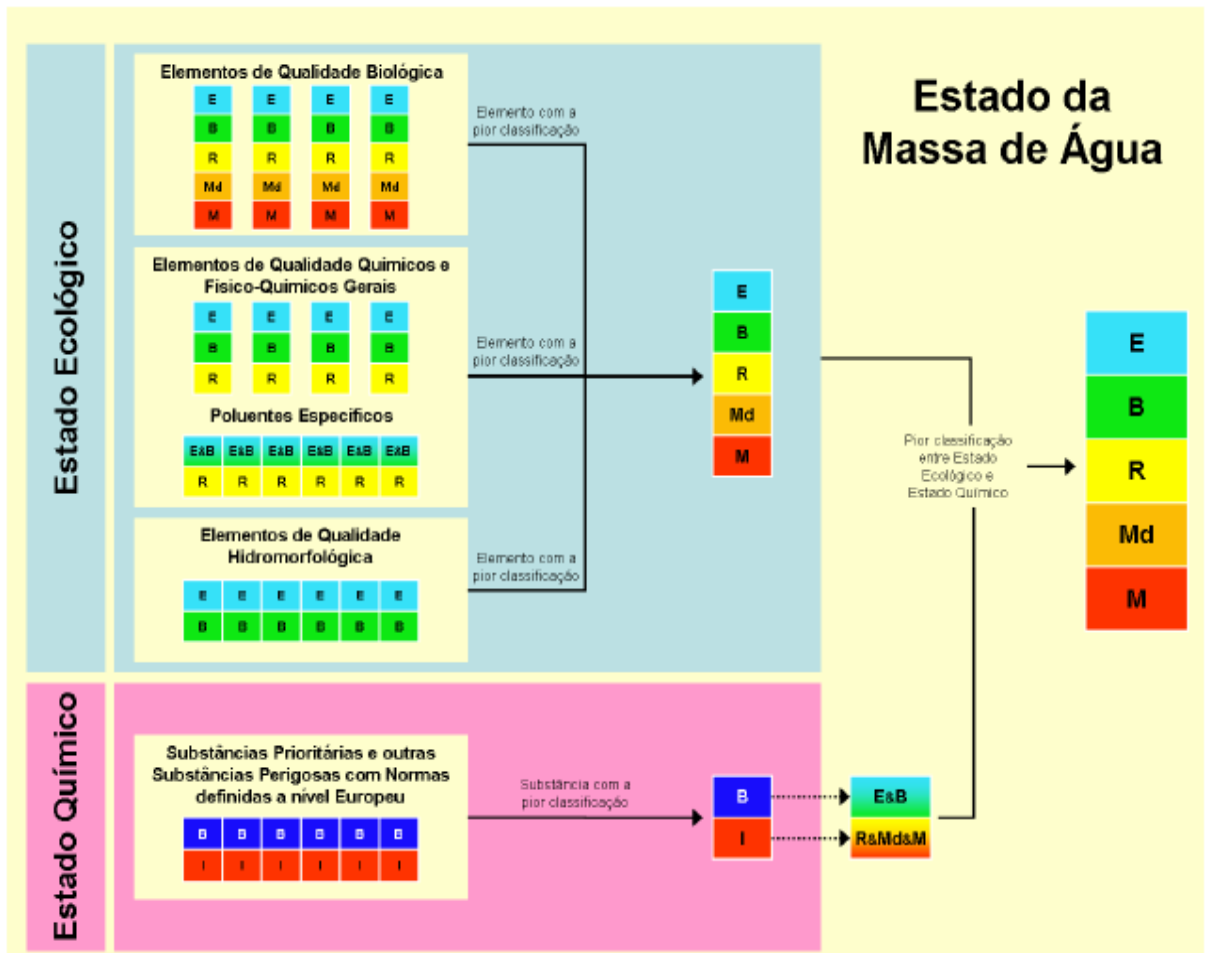 Estado da
Massa de Água
Estado Ecológico
Elementos de Qualidade Biológica
E E E E
B B B B
R R R R
Md Md Md Md
M M M M
Elemento com a
pior classificação
Elementos de Qualidade Químicos e
Fisico-Químicos Gerais
E E E E
B B B B
R R R R
Elemento com a
pior classificação
Poluentes Específicos
E&B E&B E&B E&B E&B E&B
R R R R R R
Elementos de Qualidade
Hidromorfológica
E E E E E E
B B B B B B
Elemento com a
pior classificação
E
B
R
Md
M
Estado Químico
Substâncias Prioritárias e outras
Substâncias Perigosas com Normas
definidas a nível Europeu
B B B B B B
I I I I I I
Substância com a
pior classificação
B
I
E&B
R&Md&M
Pior classificação
entre Estado
Ecológico e
Estado Químico
E
B
R
Md
M